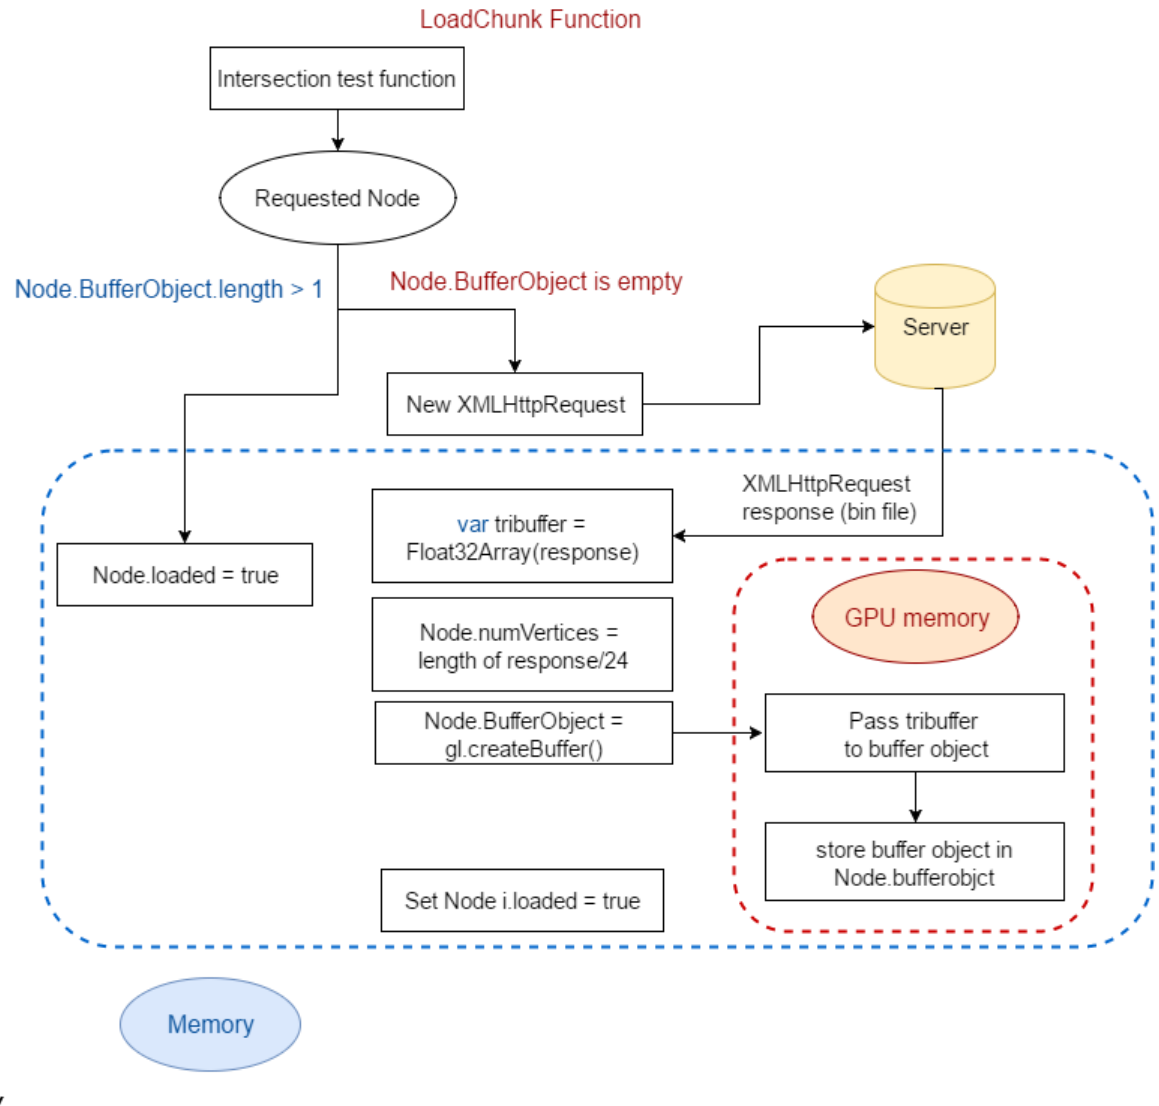 LoadChunk Function
Intersection test function
Requested Node
Node.BufferObject.length > 1
Node.BufferObject is empty
Server
New XMLHttpRequest
XMLHttpRequest
response (bin file)
var tribuffer =
Float32Array(response)
Node.loaded = true
GPU memory
Node.numVertices =
length of response/24
Node.BufferObject =
gl.createBuffer()
Pass tribuffer
to buffer object
store buffer object in
Node.bufferobjct
Set Node i.loaded = true
Memory